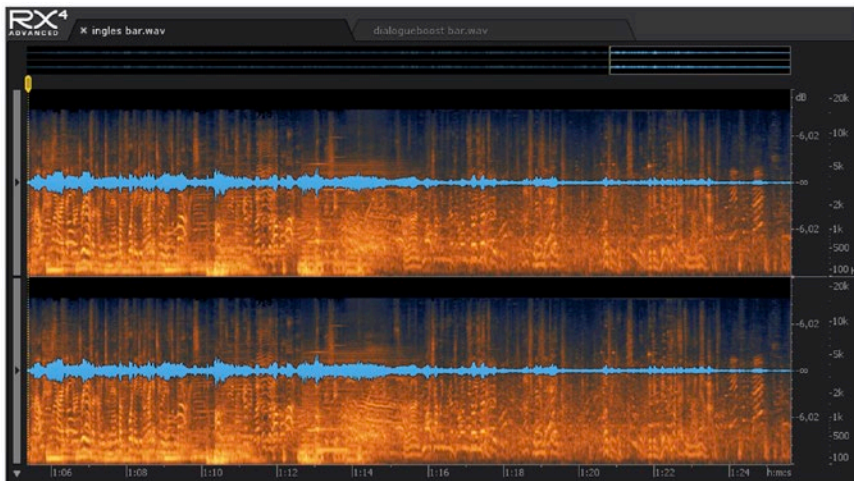 RX4
ADVANCED
× ingles bar.wav
dialogueboost bar.wav
dB
-20k
-6,02
-10k
-5k
-∞
-2k
-6,02
-1k
-500
-100
-20k
-6,02
-10k
-5k
-∞
-2k
-6,02
-1k
-500
-100
1:06 1:08 1:10 1:12 1:14 1:16 1:18 1:20 1:22 1:24 h:m:s